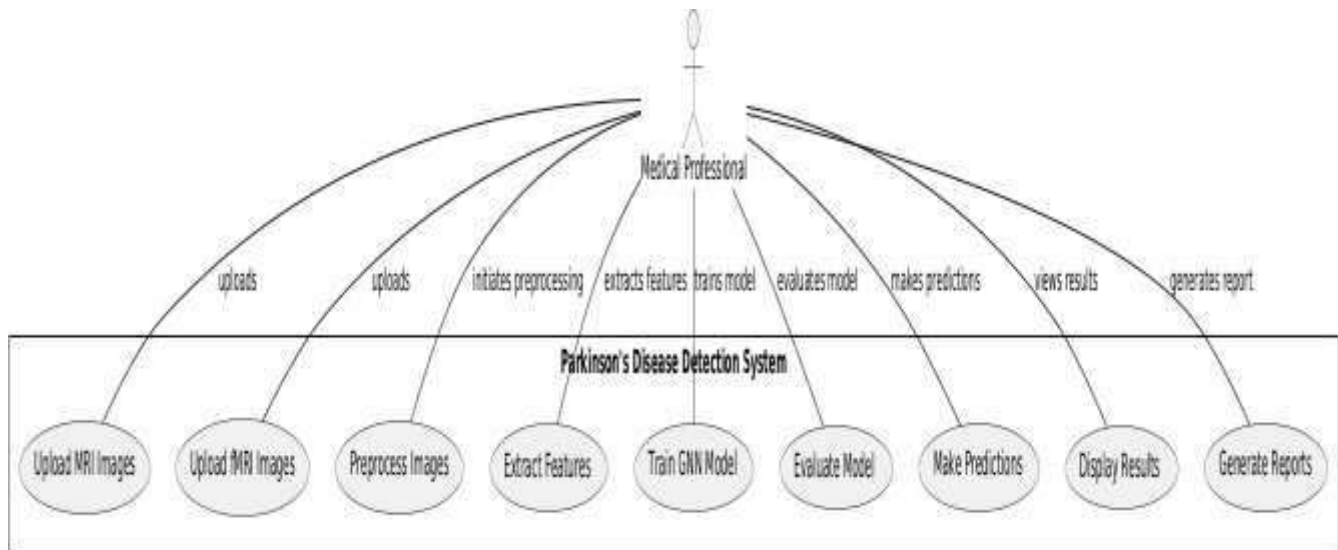 Medical Professional
uploads
uploads
initiates preprocessing
extracts features
trains model
evaluates model
makes predictions
views results
generates report
Parkinson's Disease Detection System
Upload MRI Images
Upload fMRI Images
Preprocess Images
Extract Features
Train GNN Model
Evaluate Model
Make Predictions
Display Results
Generate Reports